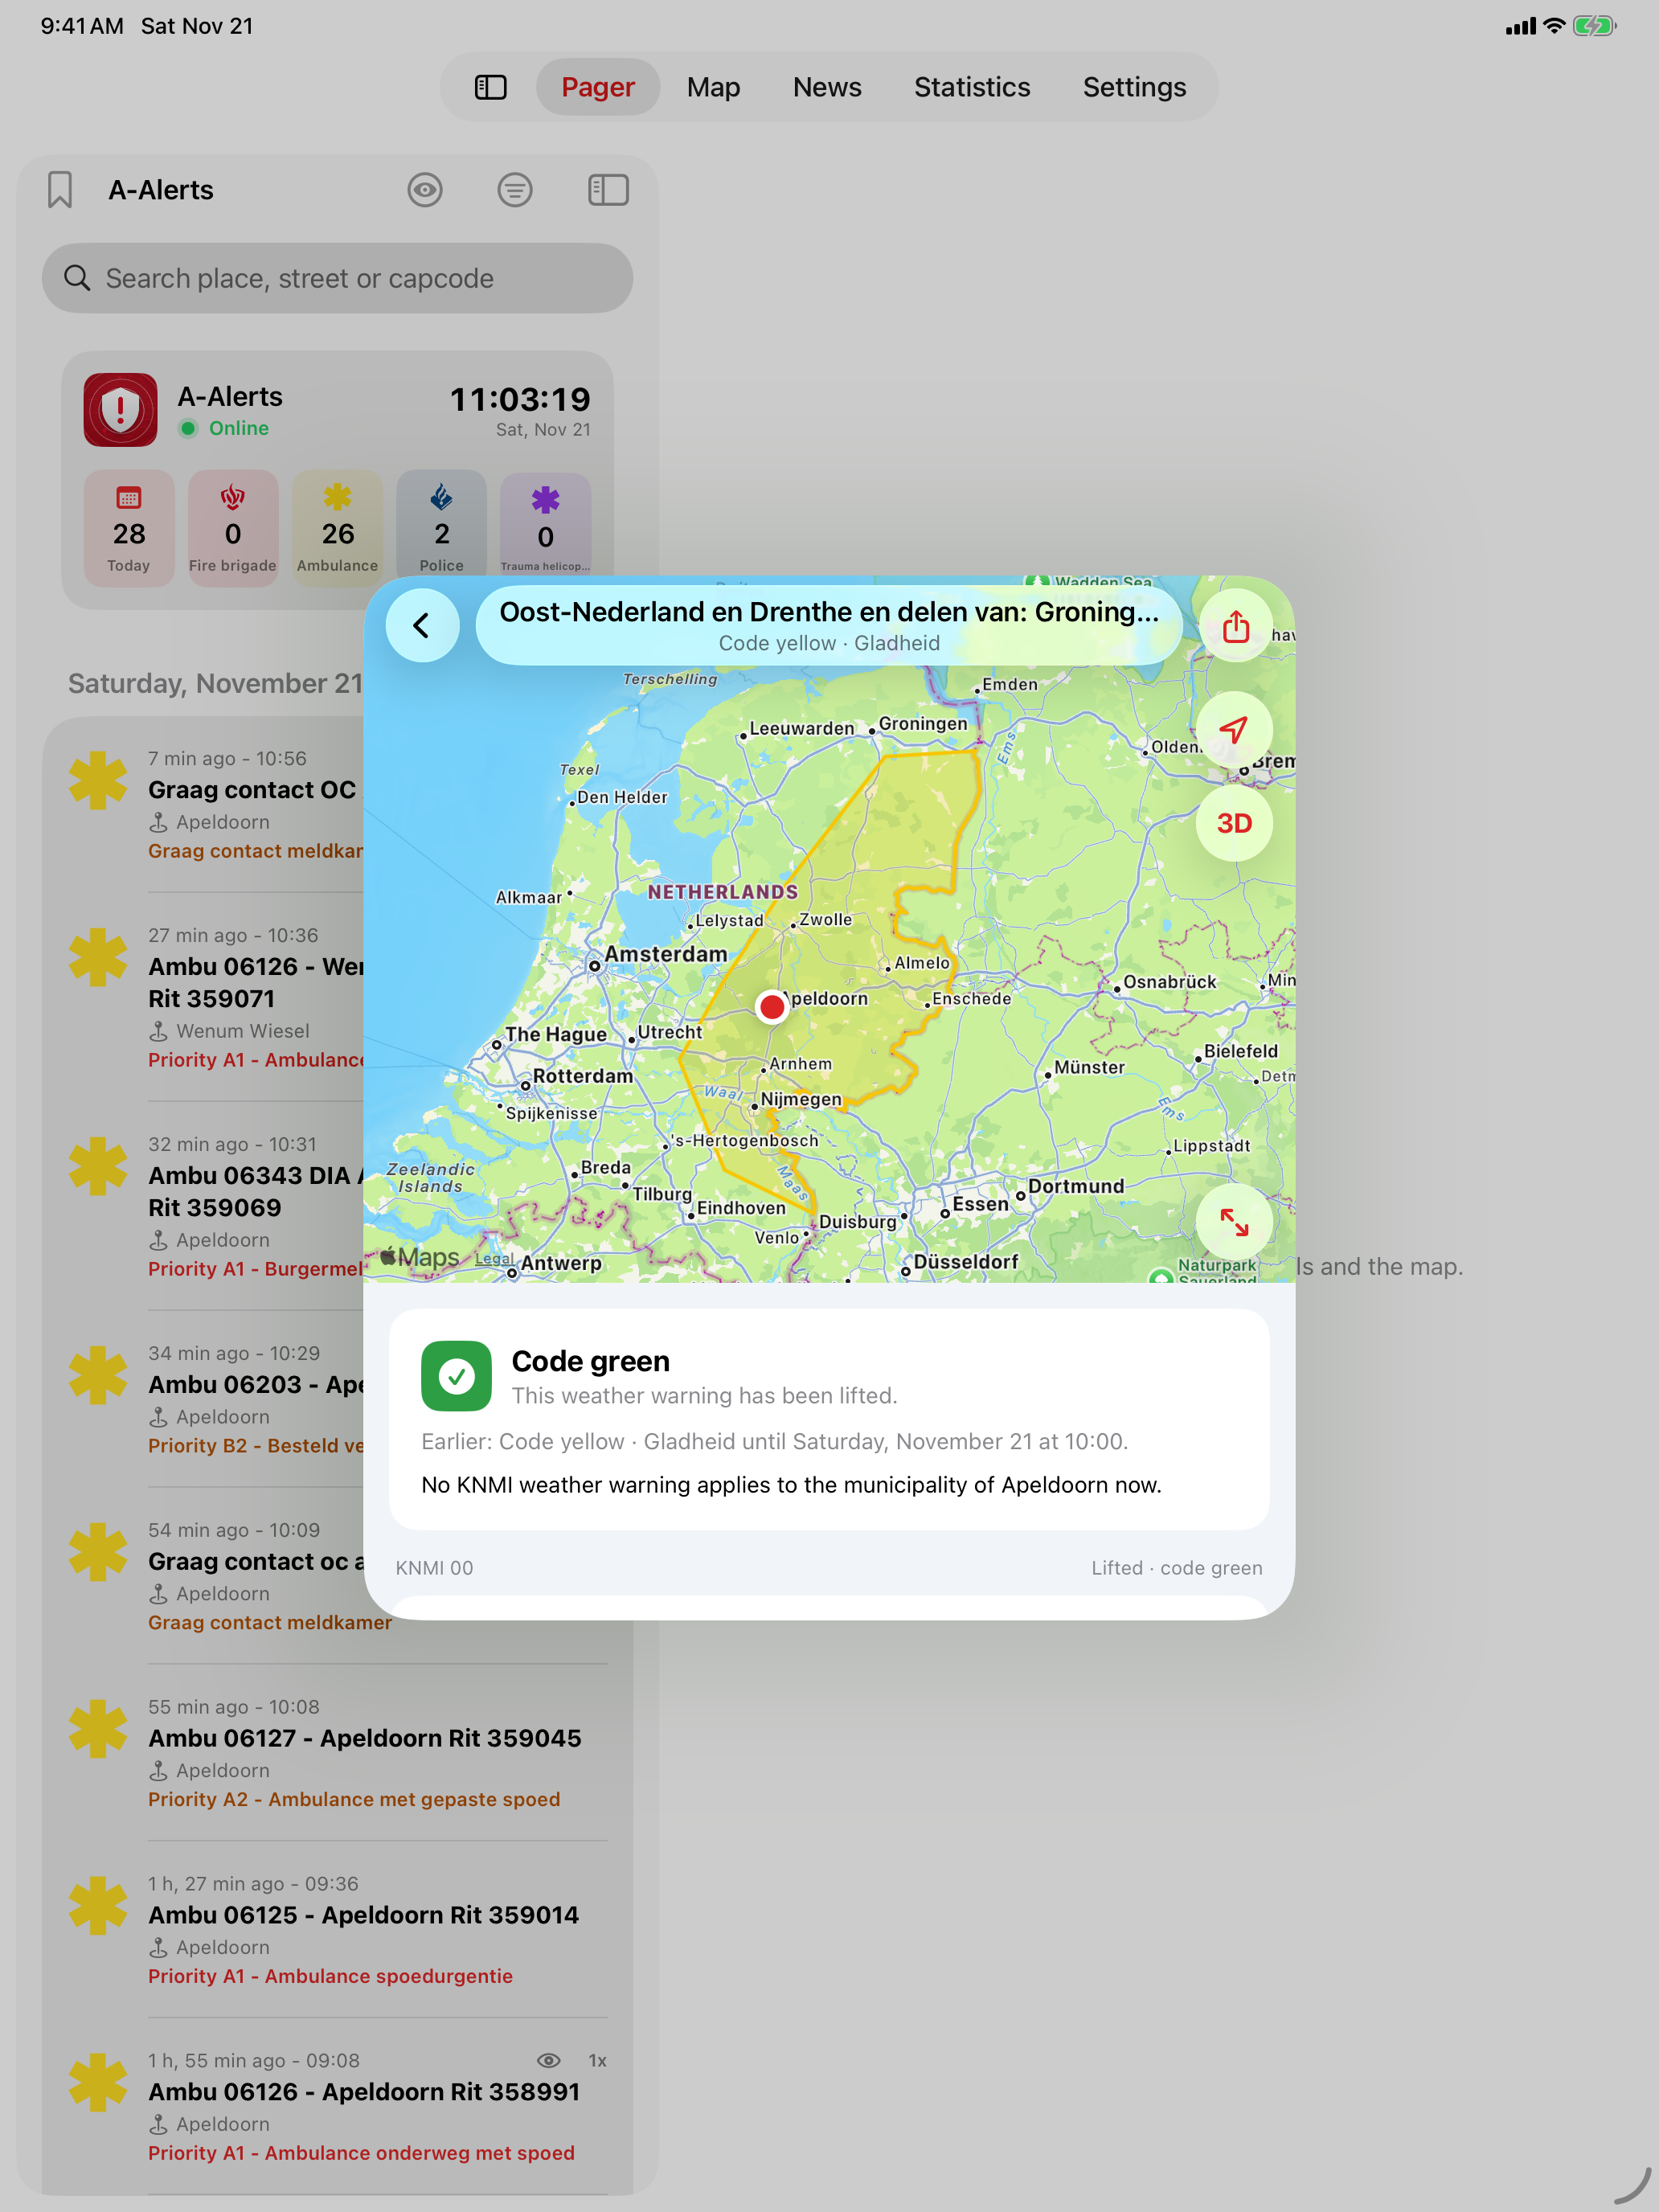 9:41 AM Sat Nov 21
Pager
Map
News
Statistics
Settings
A-Alerts
Search place, street or capcode
A-Alerts
Online
11:03:19
Sat, Nov 21
28
Today
0
Fire brigade
26
Ambulance
2
Police
0
Trauma helicop...
Saturday, November 21
7 min ago - 10:56
Graag contact OC
Apeldoorn
Graag contact
27 min ago - 10:36
Ambu 06126 -
Rit 359071
Wenum Wiesel
Priority A1 - Ambulance
32 min ago - 10:31
Ambu 06343 DIA
Rit 359069
Apeldoorn
Priority A1 -
34 min ago - 10:29
Ambu 06203 -
Apeldoorn
Priority B2 - Besteld
54 min ago - 10:09
Graag contact oc
Apeldoorn
Graag contact meldkamer
55 min ago - 10:08
Ambu 06127 - Apeldoorn Rit 359045
Apeldoorn
Priority A2 - Ambulance met gepaste spoed
1 h, 27 min ago - 09:36
Ambu 06125 - Apeldoorn Rit 359014
Apeldoorn
Priority A1 - Ambulance spoedurgentie
1 h, 55 min ago - 09:08
1x
Ambu 06126 - Apeldoorn Rit 358991
Apeldoorn
Priority A1 - Ambulance onderweg met spoed
Oost-Nederland en Drenthe en delen van: Groning...
Code yellow · Gladheid
Wadden Sea
Terschelling
Emden
Leeuwarden
Groningen
Ems
Texel
Den Helder
3D
Alkmaar
NETHERLANDS
Lelystad
Zwolle
Amsterdam
Almelo
Osnabrück
Apeldoorn
Enschede
The Hague
Utrecht
Bielefeld
Arnhem
Münster
Rotterdam
Waal
Nijmegen
Ems
Spijkenisse
's-Hertogenbosch
Lippstadt
Zeelandic
Islands
Breda
Maas
Tilburg
Dortmund
Essen
Eindhoven
Duisburg
Venlo
Maps
Legal
Antwerp
Düsseldorf
Naturpark
Sauerland
ls and the map.
Code green
This weather warning has been lifted.
Earlier: Code yellow · Gladheid until Saturday, November 21 at 10:00.
No KNMI weather warning applies to the municipality of Apeldoorn now.
KNMI 00
Lifted · code green